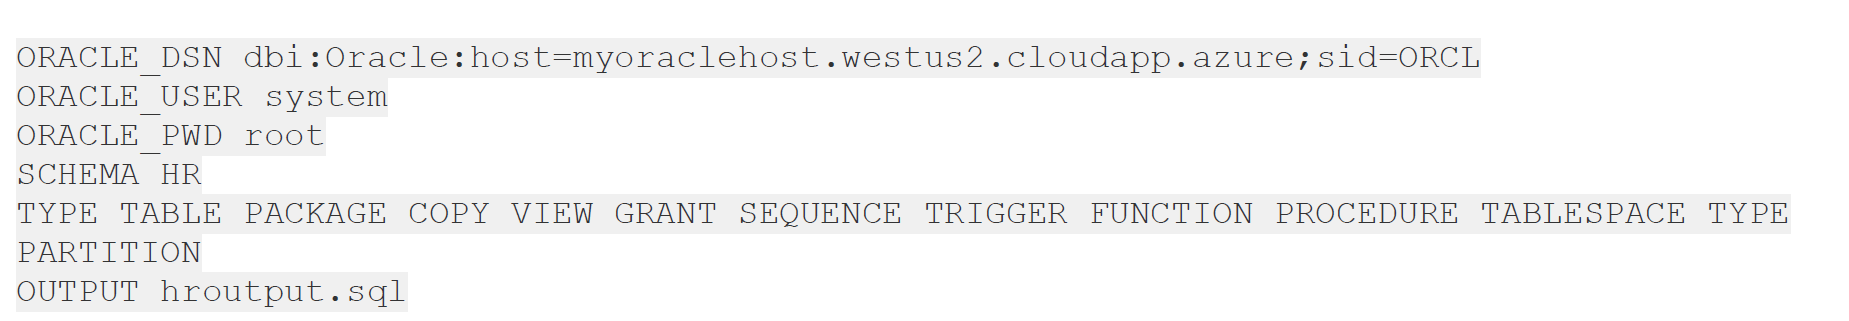 ORACLE_DSN dbi:Oracle:host=myoraclehost.westus2.cloudapp.azure;sid=ORCL
ORACLE_USER system
ORACLE_PWD root
SCHEMA HR
TYPE TABLE PACKAGE COPY VIEW GRANT SEQUENCE TRIGGER FUNCTION PROCEDURE TABLESPACE TYPE
PARTITION
OUTPUT hroutput.sql